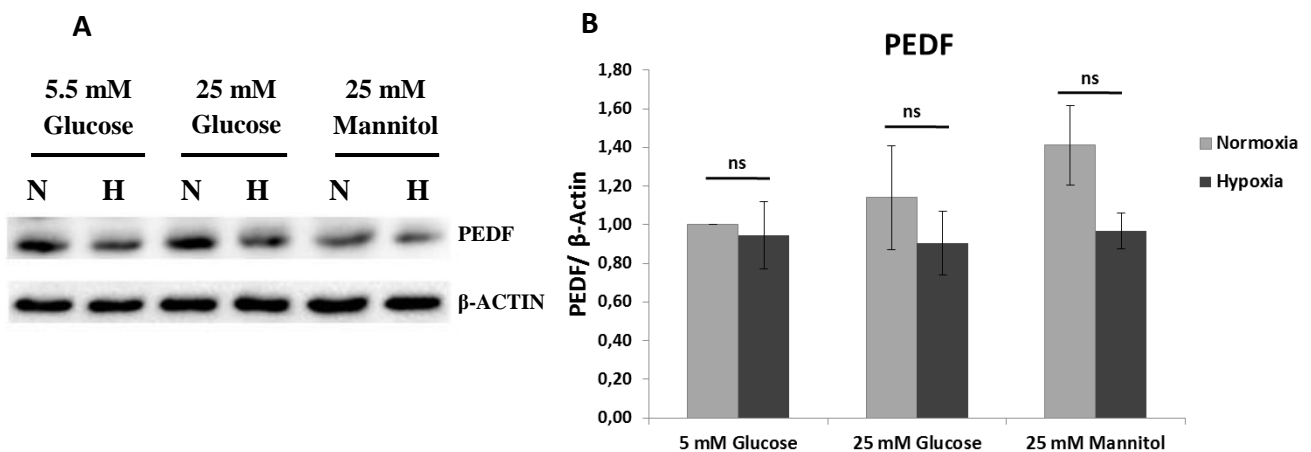 A
5.5 mM
Glucose
25 mM
Glucose
25 mM
Mannitol
N H N H N H
PEDF
β-ACTIN
B
PEDF
PEDF/ β-Actin
1,80
1,60
1,40
1,20
1,00
0,80
0,60
0,40
0,20
0,00
ns
ns
ns
5 mM Glucose
25 mM Glucose
25 mM Mannitol
Normoxia
Hypoxia